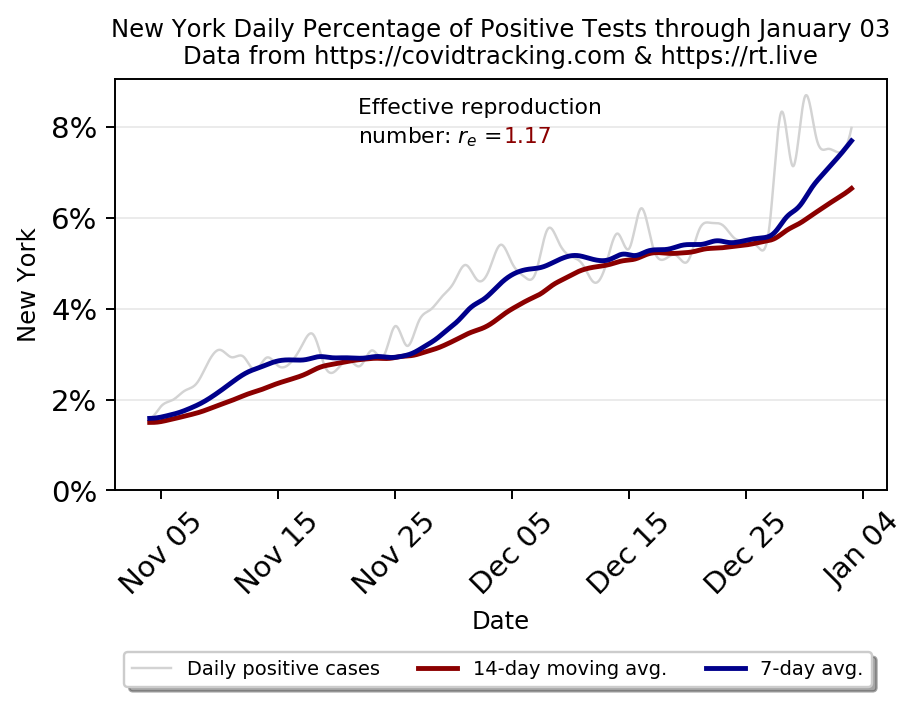 New York Daily Percentage of Positive Tests through January 03
Data from https://covidtracking.com & https://rt.live
Effective reproduction
number: rₑ =1.17
8%
6%
4%
2%
0%
New York
Nov 05
Nov 15
Nov 25
Dec 05
Dec 15
Dec 25
Jan 04
Date
Daily positive cases
14-day moving avg.
7-day avg.